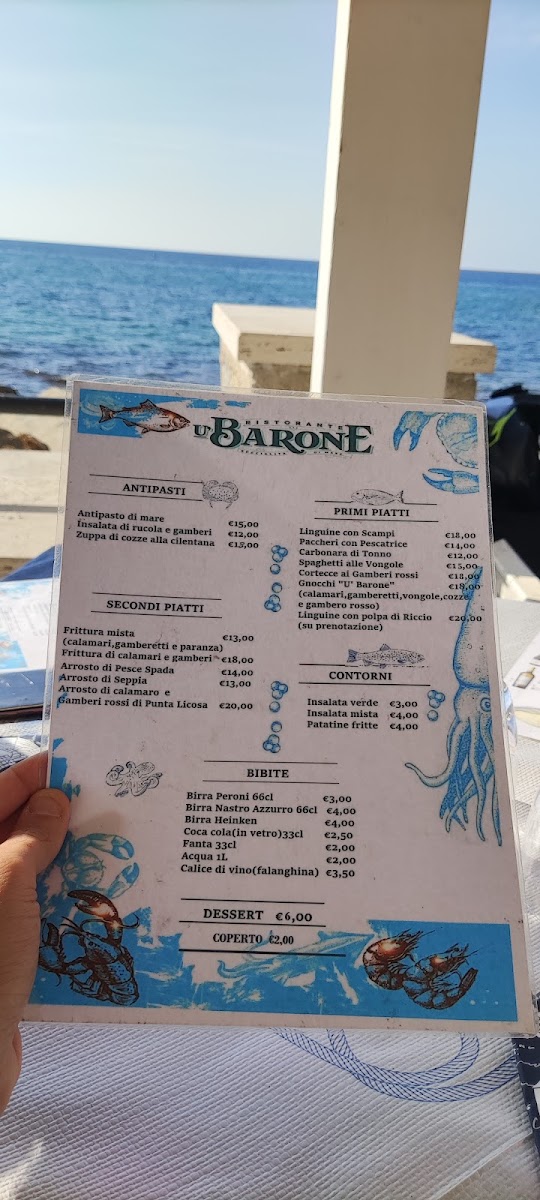 RISTORANTE
U' BARONE
SPECIALITÀ DI MARE
ANTIPASTI
Antipasto di mare €15,00
Insalata di rucola e gamberi €12,00
Zuppa di cozze alla cilentana €15,00
SECONDI PIATTI
Frittura mista €13,00
(calamari,gamberetti e paranza)
Frittura di calamari e gamberi €18,00
Arrosto di Pesce Spada €14,00
Arrosto di Seppia €13,00
Arrosto di calamaro e
Gamberi rossi di Punta Licosa €20,00
PRIMI PIATTI
Linguine con Scampi €18,00
Paccheri con Pescatrice €14,00
Carbonara di Tonno €12,00
Spaghetti alle Vongole €15,00
Cortecce ai Gamberi rossi €18,00
Gnocchi "U' Barone" €18,00
(calamari,gamberetti,vongole,cozze
e gambero rosso)
Linguine con polpa di Riccio €20,00
(su prenotazione)
CONTORNI
Insalata verde €3,00
Insalata mista €4,00
Patatine fritte €4,00
BIBITE
Birra Peroni 66cl €3,00
Birra Nastro Azzurro 66cl €4,00
Birra Heinken €4,00
Coca cola(in vetro)33cl €2,50
Fanta 33cl €2,00
Acqua 1L €2,00
Calice di vino(falanghina) €3,50
DESSERT €6,00
COPERTO €2,00